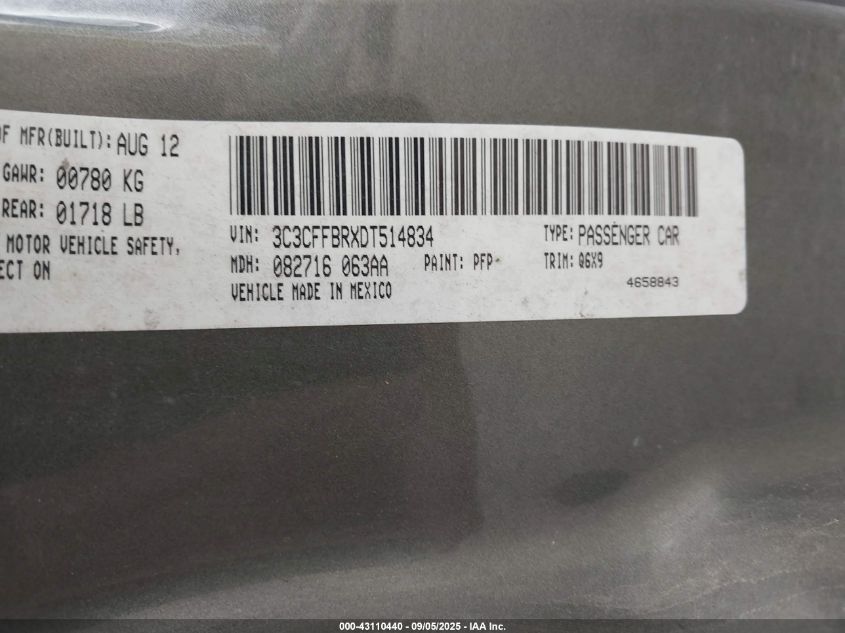 OF MFR(BUILT): AUG 12
GAWR: 00780 KG
REAR: 01718 LB
MOTOR VEHICLE SAFETY,
ECT ON
VIN: 3C3CFFBRXDT514834
TYPE: PASSENGER CAR
MDH: 082716 063AA
PAINT: PFP
TRIM: Q6X9
VEHICLE MADE IN MEXICO
4658843
000-43110440 - 09/05/2025 - IAA Inc.